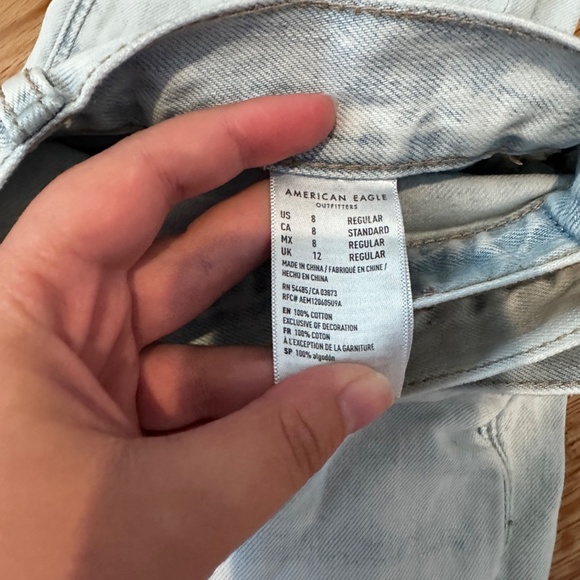 AMERICAN EAGLE
OUTFITTERS
US 8 REGULAR
CA 8 STANDARD
MX 8 REGULAR
UK 12 REGULAR
MADE IN CHINA / FABRIQUÉ EN CHINE /
HECHO EN CHINA
RN 54485/CA 03873
RFC# AEM120605U9A
EN 100% COTTON
EXCLUSIVE OF DECORATION
FR 100% COTON
À L'EXCEPTION DE LA GARNITURE
SP 100% algodón